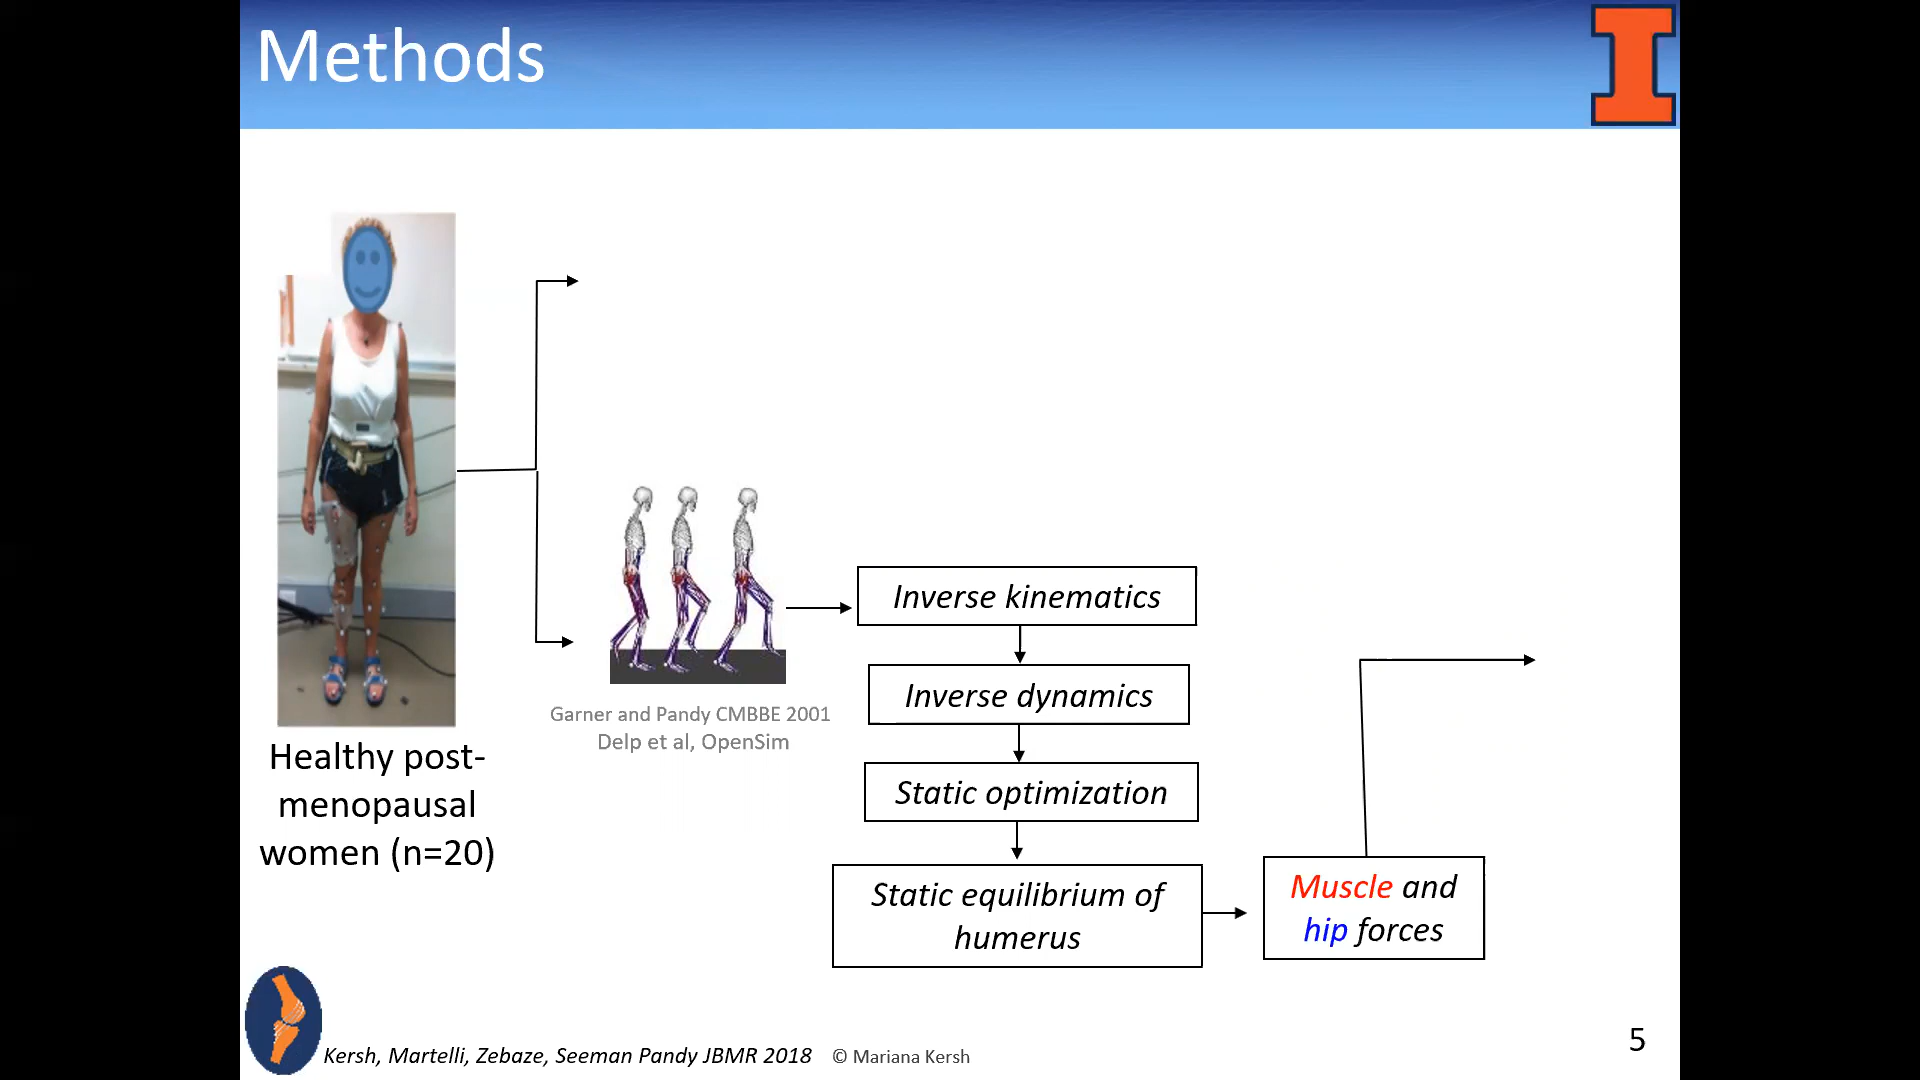 Methods
Healthy post-
menopausal
women (n=20)
Garner and Pandy CMBBE 2001
Delp et al, OpenSim
Inverse kinematics
Inverse dynamics
Static optimization
Static equilibrium of
humerus
Muscle and
hip forces
Kersh, Martelli, Zebaze, Seeman Pandy JBMR 2018 © Mariana Kersh
5